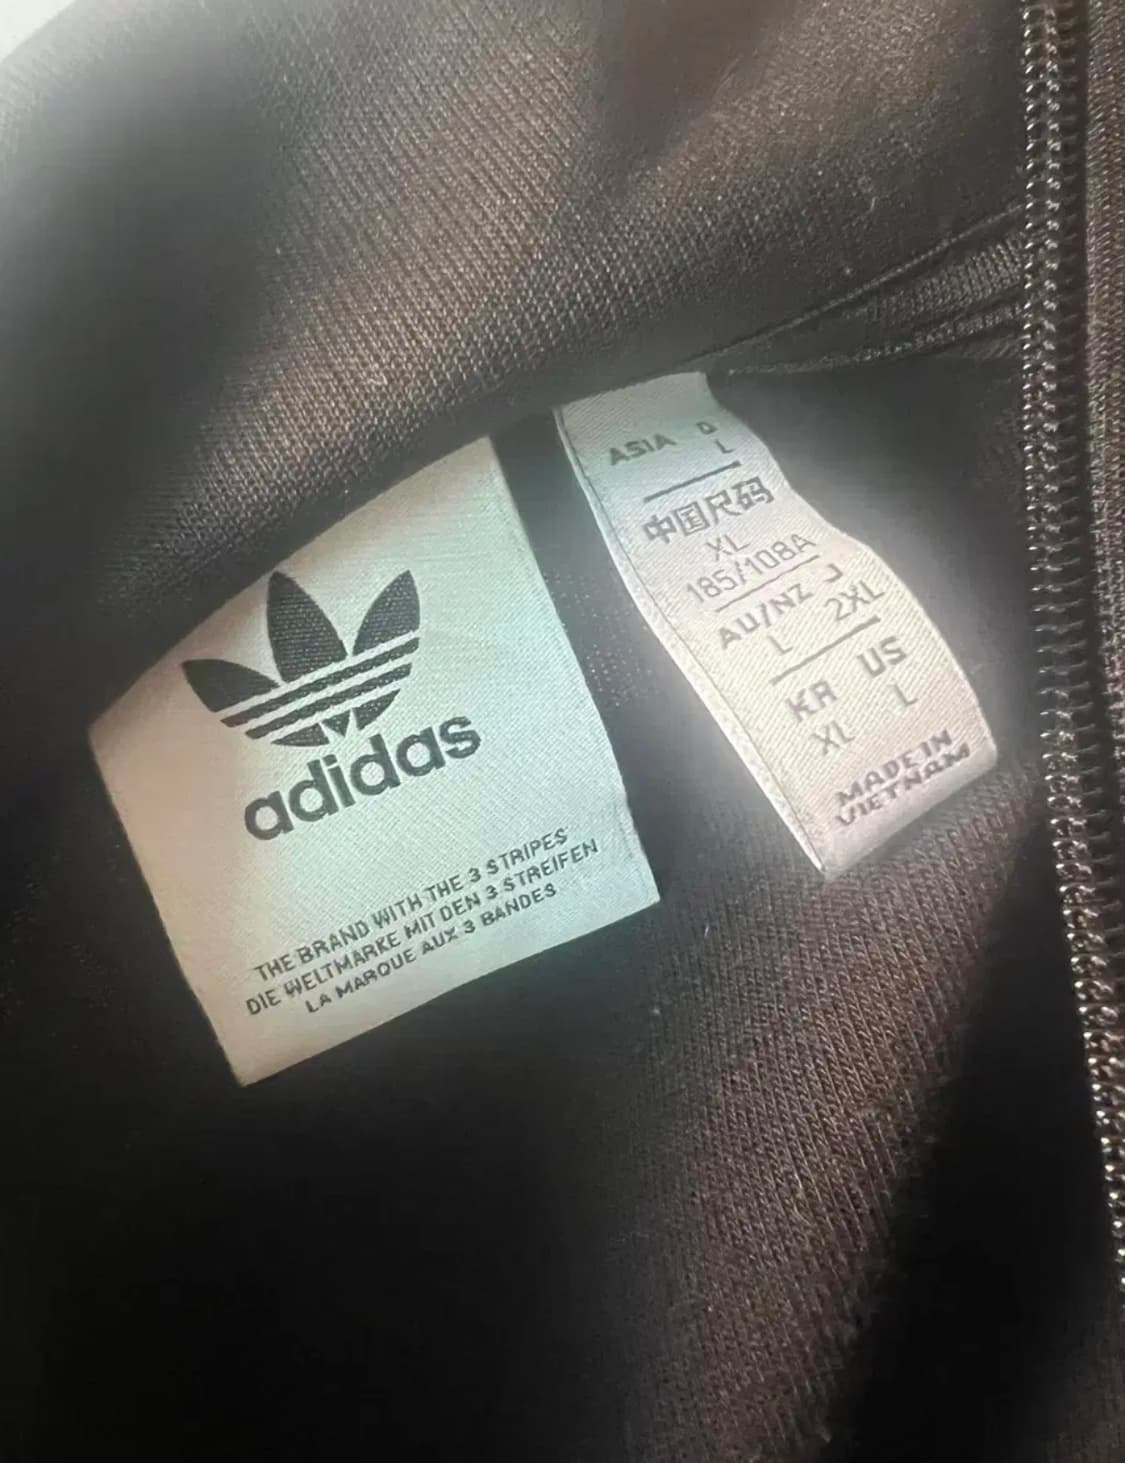 adidas
THE BRAND WITH THE 3 STRIPES
DIE WELTMARKE MIT DEN 3 STREIFEN
LA MARQUE AUX 3 BANDES
ASIA D
L
中国尺码
XL
185/108A
AU/NZ J
L 2XL
KR US
XL L
MADE IN
VIETNAM